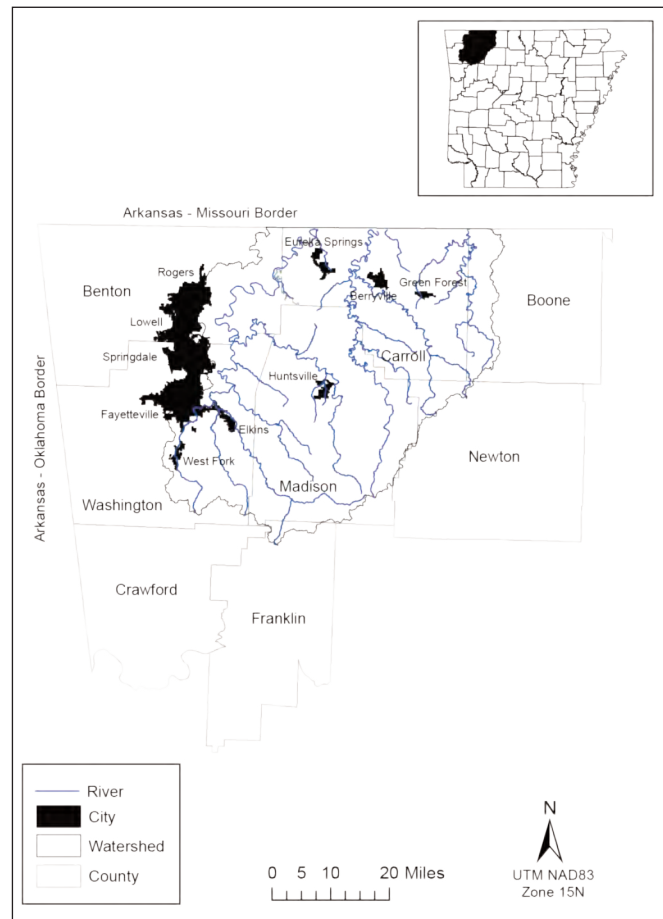 Arkansas - Missouri Border
Eureka Springs
Rogers
Green Forest
Benton
Berryville
Boone
Lowell
Carroll
Springdale
Huntsville
Fayetteville
Elkins
Arkansas - Oklahoma Border
West Fork
Newton
Washington
Madison
Crawford
Franklin
River
City
Watershed
County
0 5 10 20 Miles
N
UTM NAD83
Zone 15N